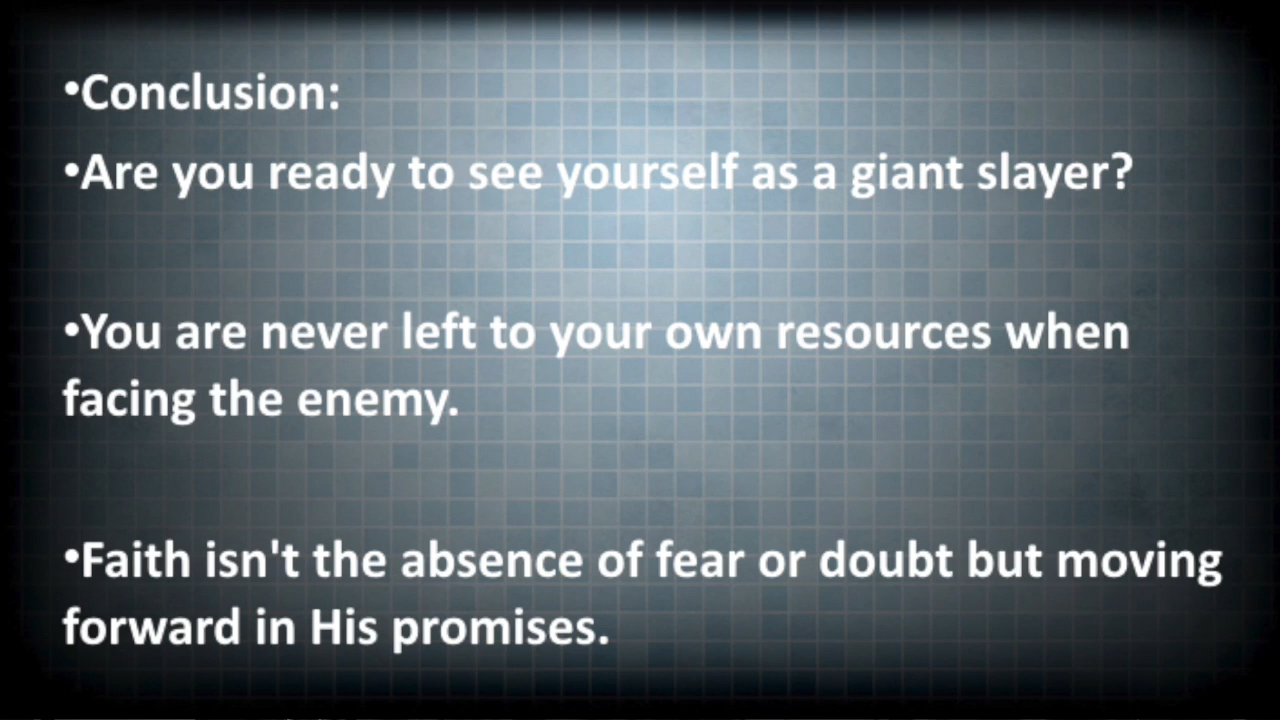 •Conclusion:
•Are you ready to see yourself as a giant slayer?
•You are never left to your own resources when
facing the enemy.
•Faith isn't the absence of fear or doubt but moving
forward in His promises.